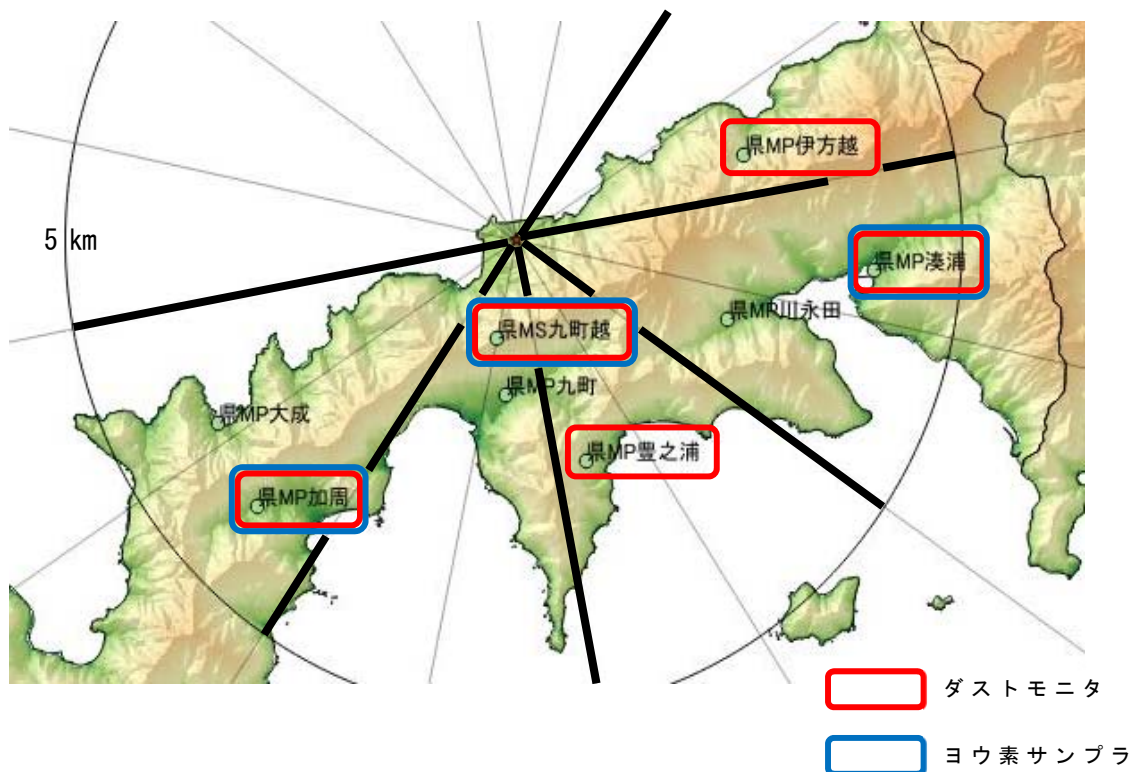 県MP伊方越
5 km
県MP湊浦
県MP川永田
県MS九町越
県MP九町
県MP大成
県MP豊之浦
県MP加周
ダストモニタ
ヨウ素サンプラ